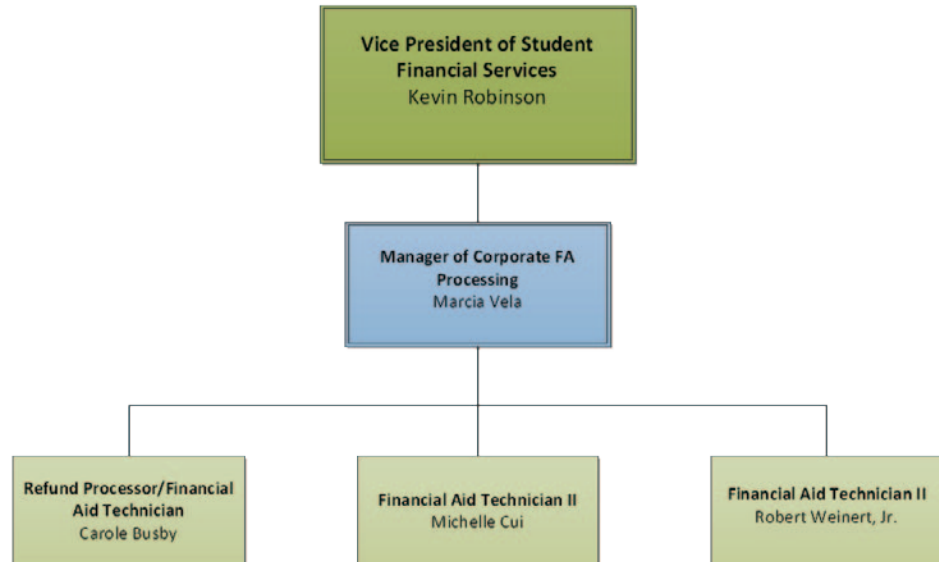 Vice President of Student
Financial Services
Kevin Robinson
Manager of Corporate FA
Processing
Marcia Vela
Refund Processor/Financial
Aid Technician
Carole Busby
Financial Aid Technician II
Michelle Cui
Financial Aid Technician II
Robert Weinert, Jr.